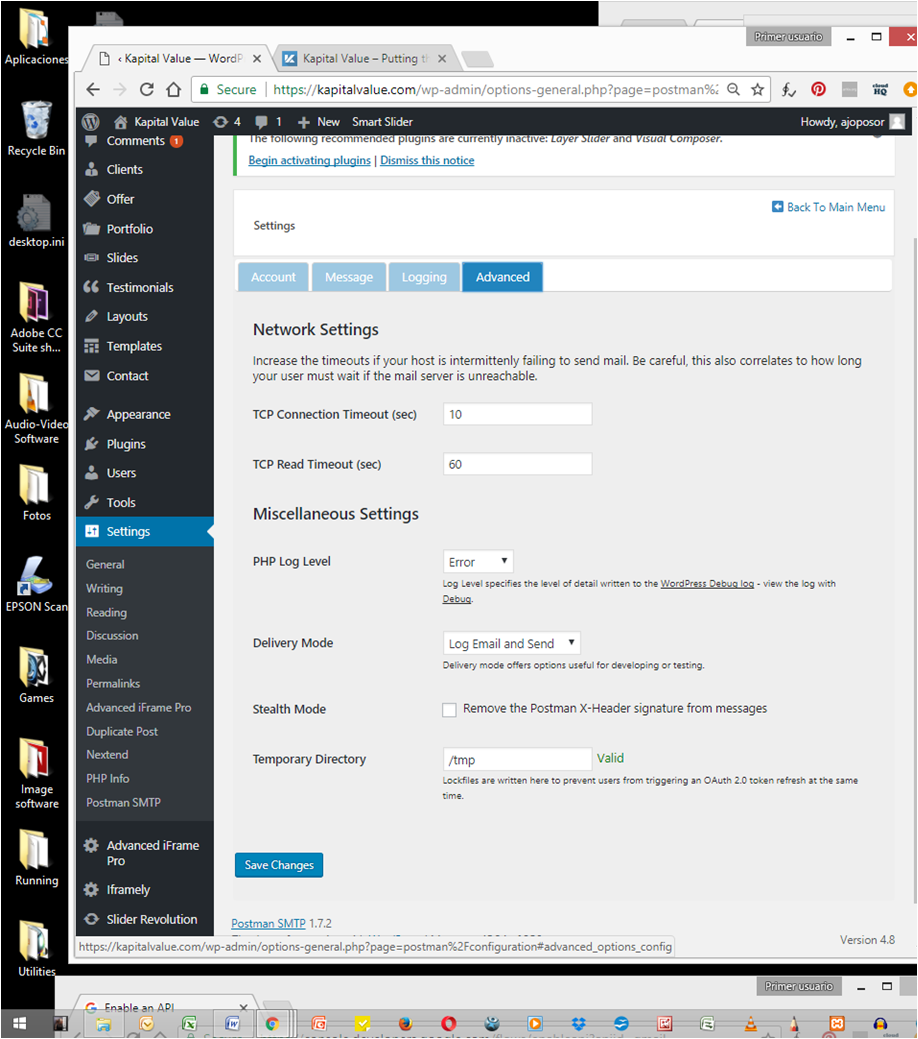 Aplicaciones
Recycle Bin
desktop.ini
Adobe CC
Suite sh...
Audio-Video
Software
Fotos
EPSON Scan
Games
Image
software
Running
Utilities
Primer usuario
‹ Kapital Value — WordP
Kapital Value – Putting th
Secure
https://kapitalvalue.com/wp-admin/options-general.php?page=postman%2
cloud
HQ
Kapital Value
4
1
New
Smart Slider
Howdy, ajoposor
Comments 1
Clients
Offer
Portfolio
Slides
Testimonials
Layouts
Templates
Contact
Appearance
Plugins
Users
Tools
Settings
General
Writing
Reading
Discussion
Media
Permalinks
Advanced iFrame Pro
Duplicate Post
Nextend
PHP Info
Postman SMTP
Advanced iFrame
Pro
Iframely
Slider Revolution
The following recommended plugins are currently inactive: Layer Slider and Visual Composer.
Begin activating plugins | Dismiss this notice
Back To Main Menu
Settings
Account
Message
Logging
Advanced
Network Settings
Increase the timeouts if your host is intermittenly failing to send mail. Be careful, this also correlates to how long
your user must wait if the mail server is unreachable.
TCP Connection Timeout (sec)
10
TCP Read Timeout (sec)
60
Miscellaneous Settings
PHP Log Level
Error
Log Level specifies the level of detail written to the WordPress Debug log - view the log with
Debug.
Delivery Mode
Log Email and Send
Delivery mode offers options useful for developing or testing.
Stealth Mode
Remove the Postman X-Header signature from messages
Temporary Directory
/tmp
Valid
Lockfiles are written here to prevent users from triggering an OAuth 2.0 token refresh at the same
time.
Save Changes
Postman SMTP 1.7.2
Version 4.8
https://kapitalvalue.com/wp-admin/options-general.php?page=postman%2Fconfiguration#advanced_options_config
Primer usuario
Enable an API